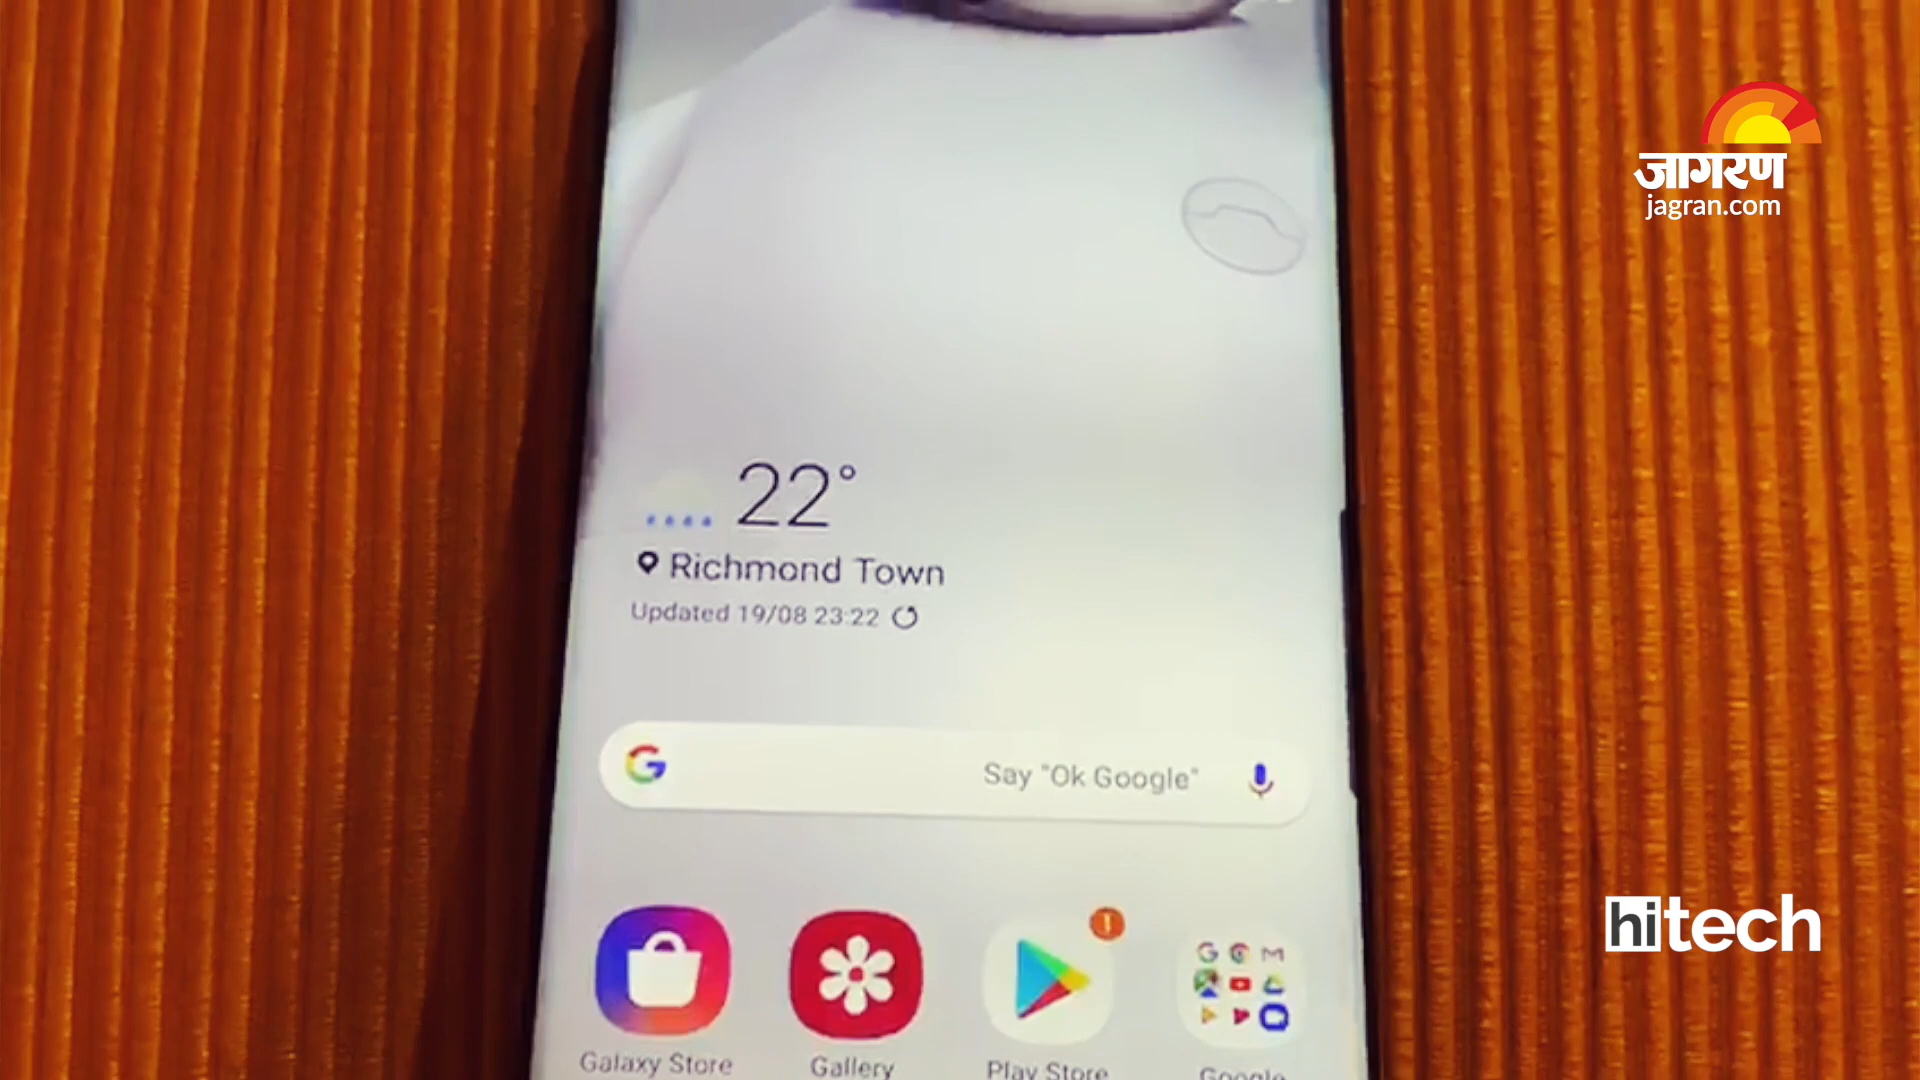 जागरण
jagran.com
22°
Richmond Town
Updated 19/08 23:22
Say "Ok Google"
hitech
Galaxy Store
Gallery
Play Store
Google